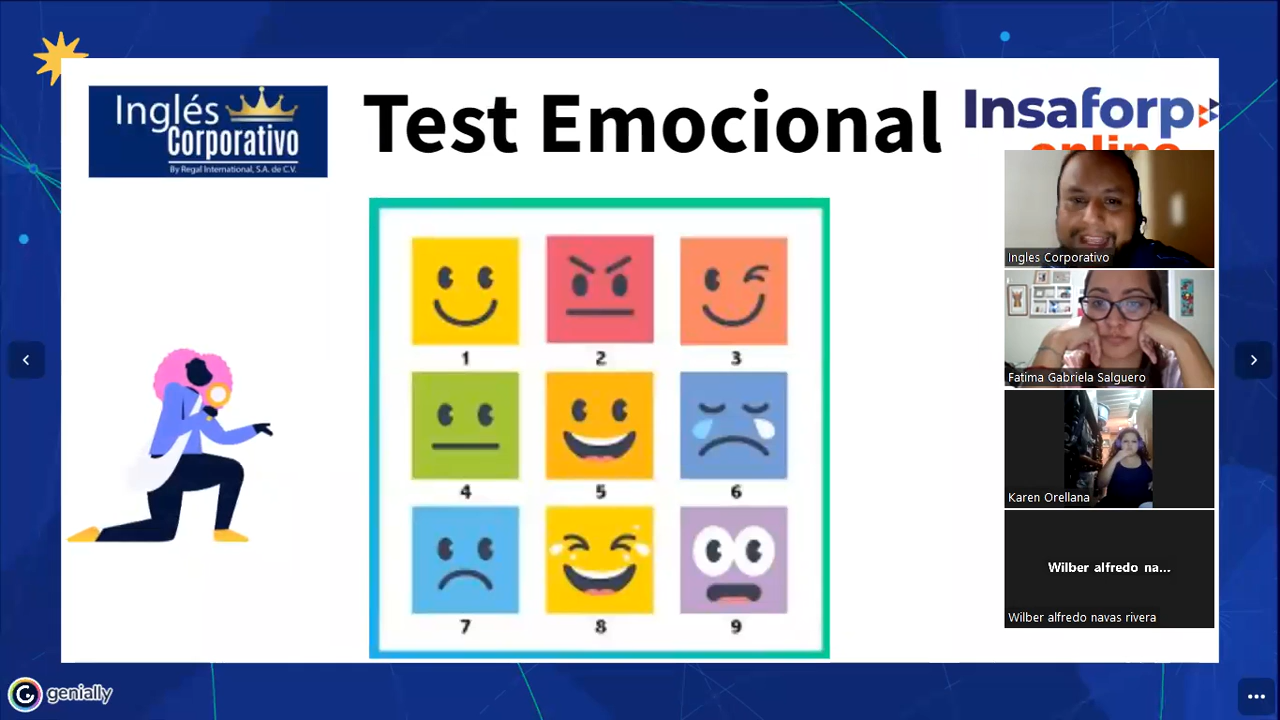 Inglés
Corporativo
By Regal International, S.A. de C.V.
Test Emocional
Insaforp
online
1
2
3
4
5
6
7
8
9
Ingles Corporativo
Fatima Gabriela Salguero
Karen Orellana
Wilber alfredo na...
Wilber alfredo navas rivera
genially